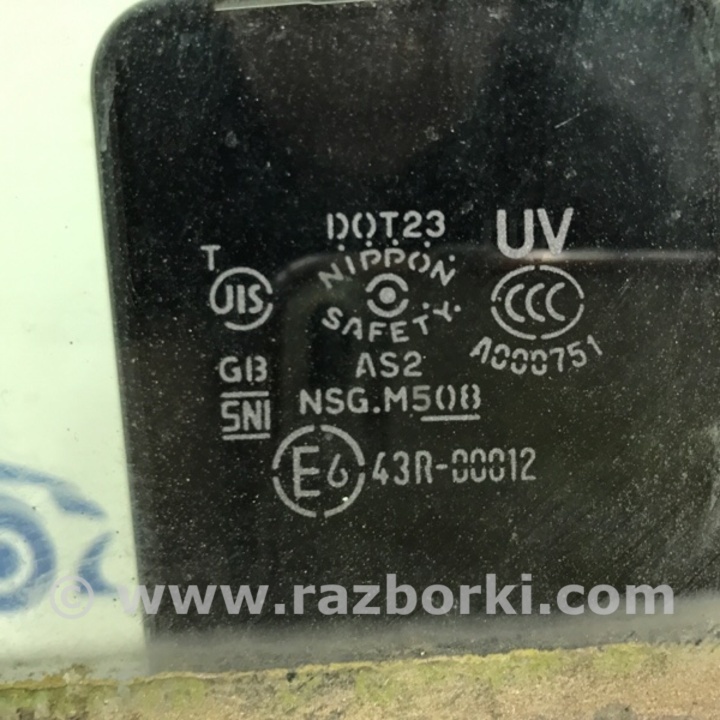 DOT23
UV
T
NIPPON
JIS
CCC
SAFETY
A000751
GB
AS2
SNI
NSG.M508
E6 43R-00012
© www.razborki.com